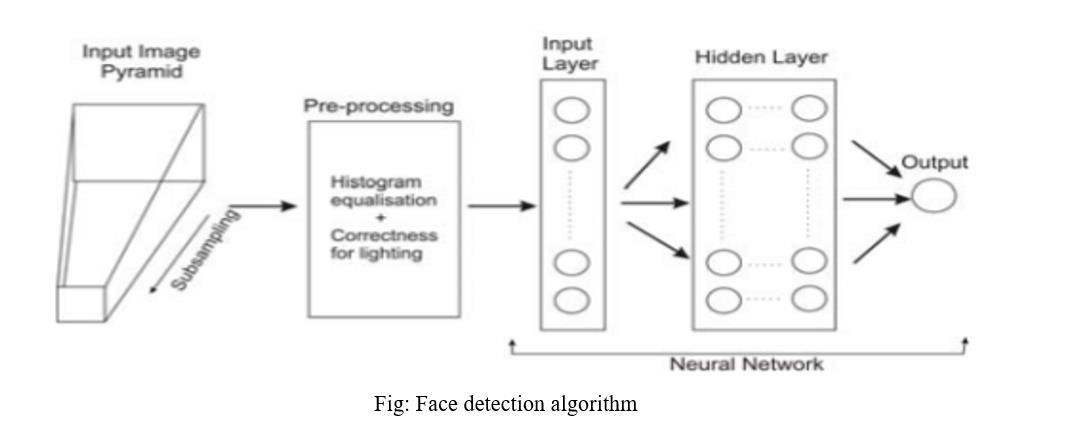 Input Image
Pyramid
Subsampling
Pre-processing
Histogram
equalisation
+
Correctness
for lighting
Input
Layer
Hidden Layer
Output
Neural Network
Fig: Face detection algorithm